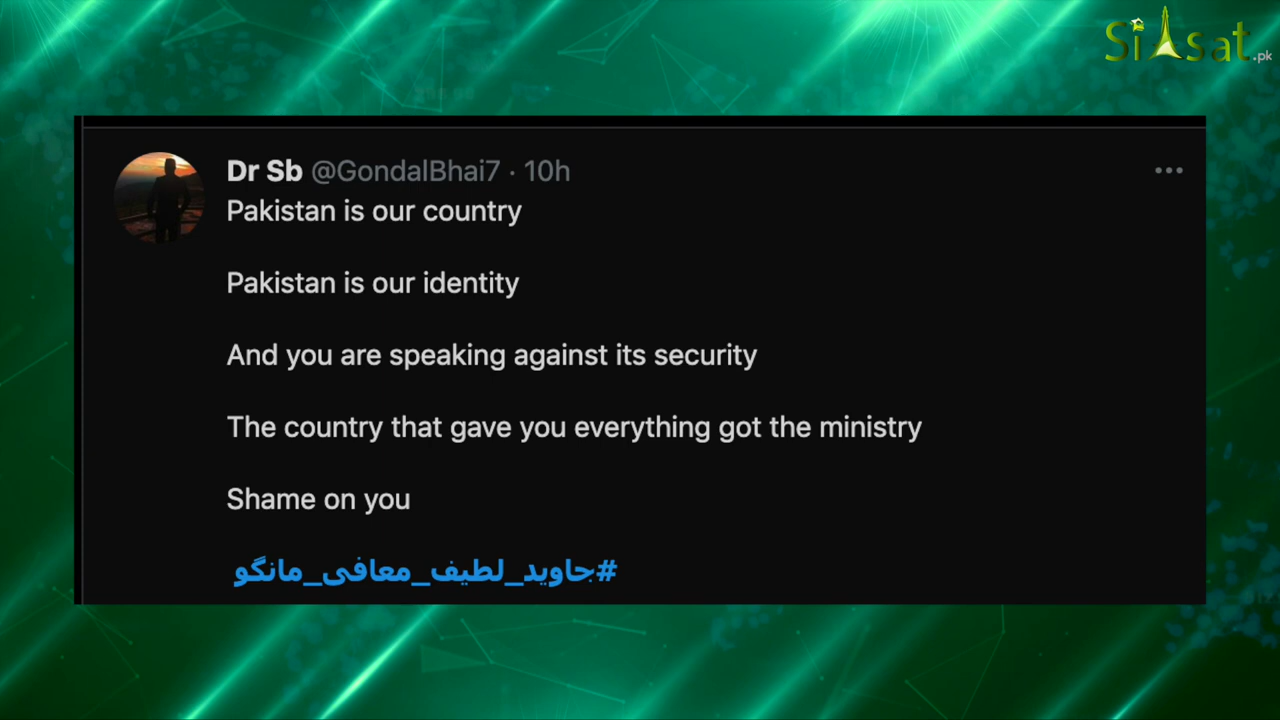 SiAsat.pk
Dr Sb @GondalBhai7 · 10h
Pakistan is our country
Pakistan is our identity
And you are speaking against its security
The country that gave you everything got the ministry
Shame on you
#جاوید_لطیف_معافی_مانگو